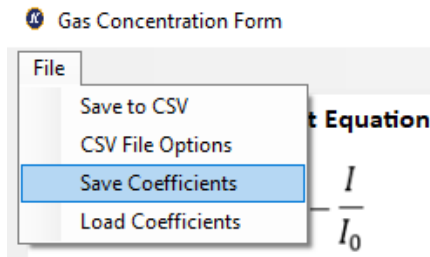 Gas Concentration Form
File
Save to CSV
t Equation
CSV File Options
Save Coefficients
Load Coefficients
− I / I₀